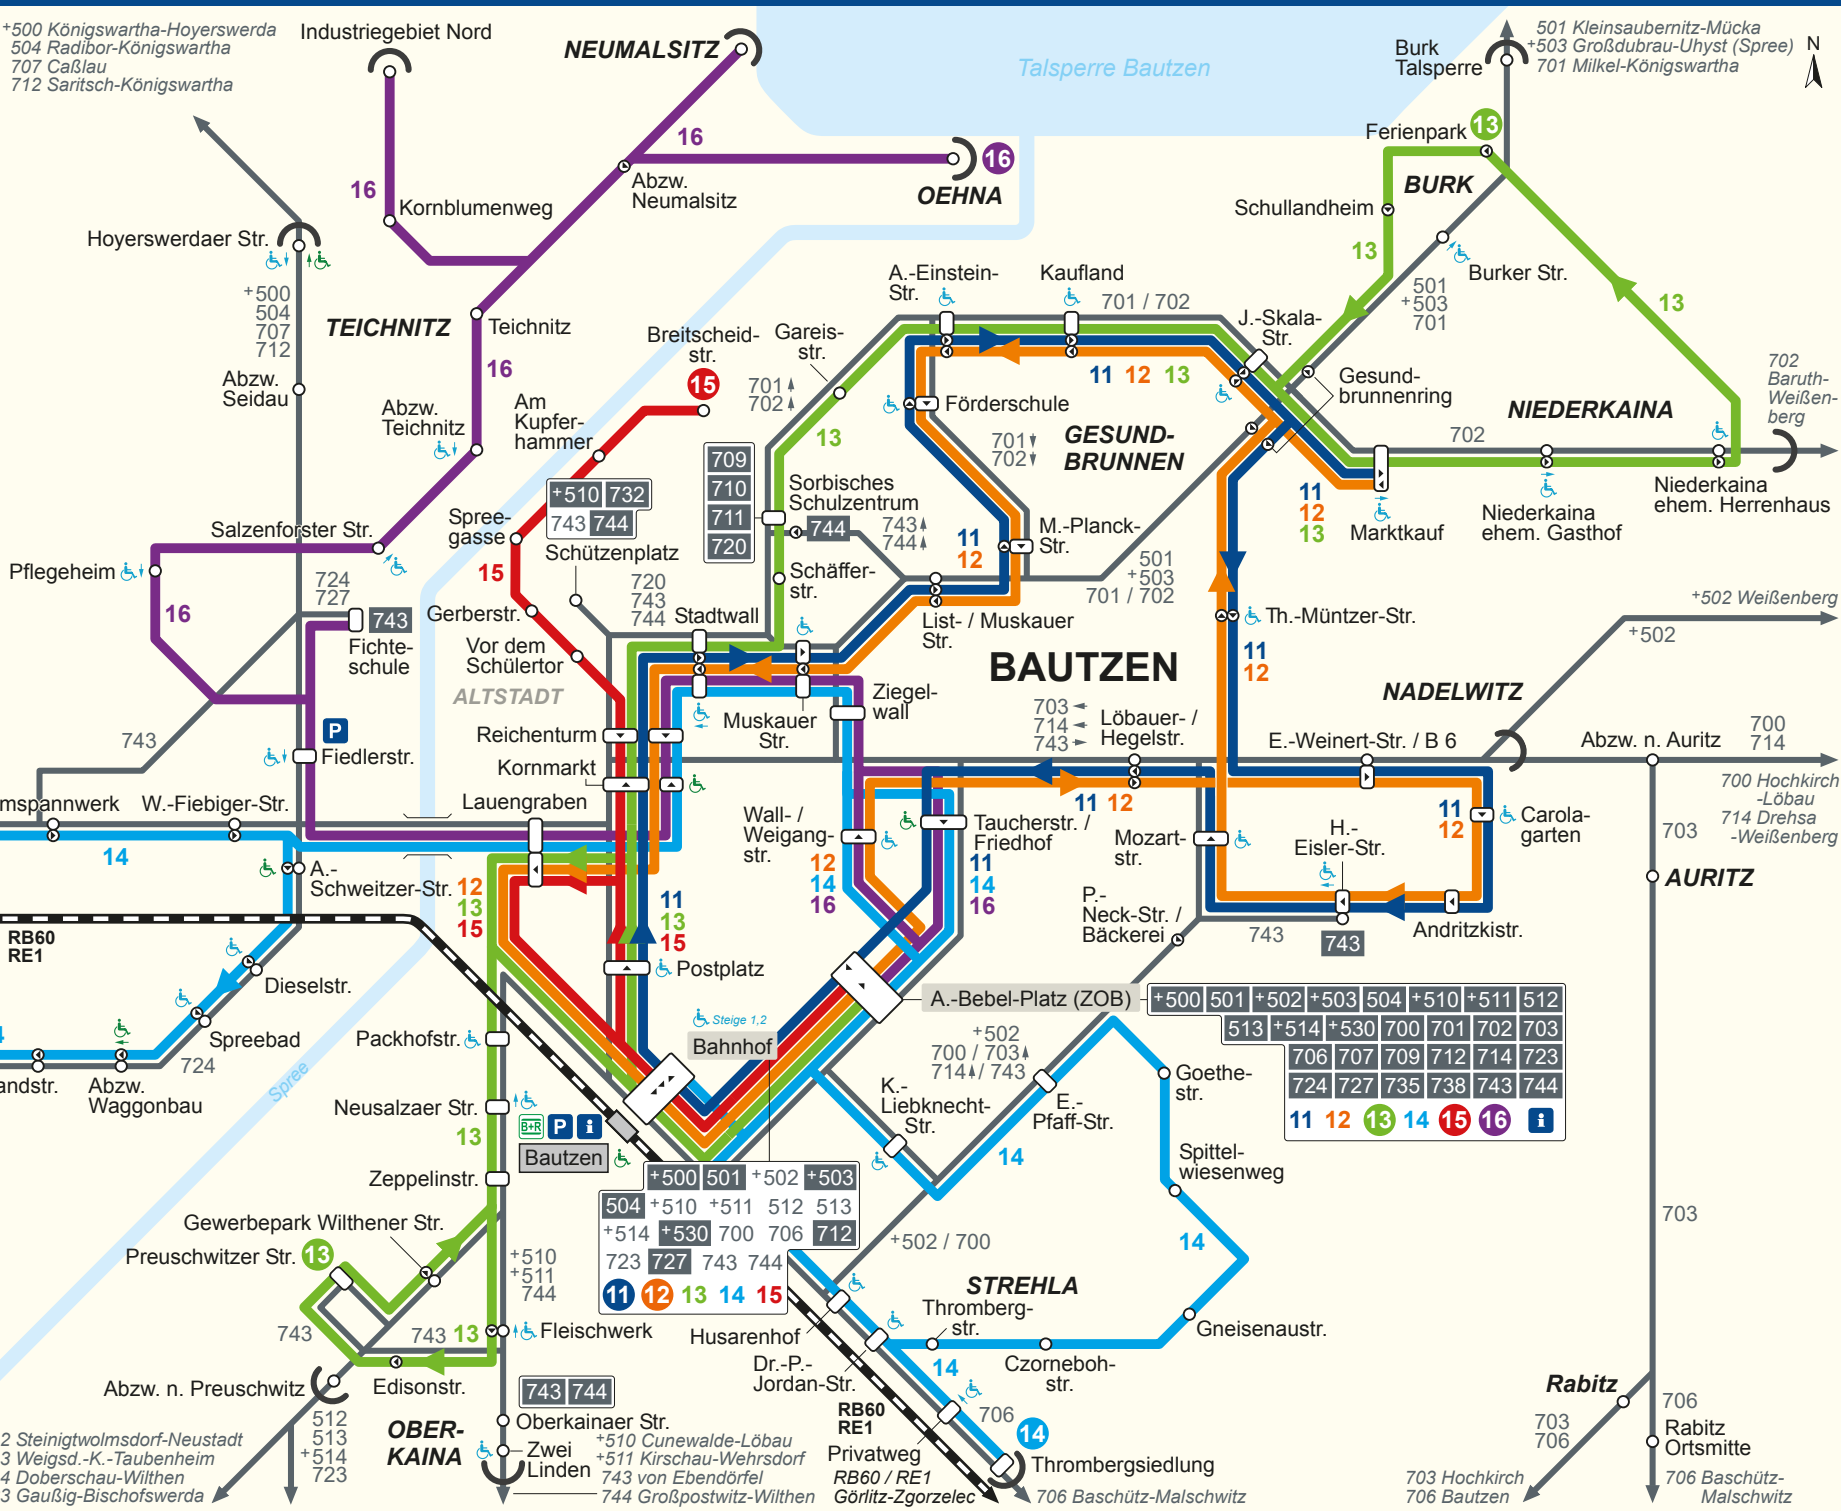 +500 Königswartha-Hoyerswerda
504 Radibor-Königswartha
707 Caßlau
712 Saritsch-Königswartha
Industriegebiet Nord
NEUMALSITZ
Talsperre Bautzen
Burk
Talsperre
501 Kleinsaubernitz-Mücka
+503 Großdubrau-Uhyst (Spree)
701 Milkel-Königswartha
N
16
16
Abzw.
Neumalsitz
16
OEHNA
Kornblumenweg
Ferienpark 13
BURK
Schullandheim
13
Burker Str.
501
+503
701
13
Hoyerswerdaer Str.
+500
504
707
712
TEICHNITZ
Teichnitz
16
Abzw.
Seidau
Abzw.
Teichnitz
Breitscheid-
str.
15
Am
Kupfer-
hammer
Gareis-
str.
701
702
13
A.-Einstein-
Str.
Kaufland
701 / 702
J.-Skala-
Str.
11 12 13
Gesund-
brunnenring
Förderschule
701
702
GESUND-
BRUNNEN
NIEDERKAINA
702
702
Baruth-
Weißen-
berg
11
12
13
Marktkauf
Niederkaina
ehem. Gasthof
Niederkaina
ehem. Herrenhaus
Salzenforster Str.
Pflegeheim
16
724
727
743
Fichte-
schule
Spree-
gasse
15
+510 732
743 744
Schützenplatz
709
710
711
720
Sorbisches
Schulzentrum
744
743
744
Schäffer-
str.
11
12
M.-Planck-
Str.
501
+503
701 / 702
List- / Muskauer
Str.
Gerberstr.
Vor dem
Schülertor
ALTSTADT
720
743
744
Stadtwall
Muskauer
Str.
Ziegel-
wall
BAUTZEN
Th.-Müntzer-Str.
11
12
+502 Weißenberg
+502
NADELWITZ
743
P
Fiedlerstr.
Reichenturm
Kornmarkt
Lauengraben
703
714
743
Löbauer- /
Hegelstr.
E.-Weinert-Str. / B 6
Abzw. n. Auritz
700
714
700 Hochkirch
-Löbau
714 Drehsa
-Weißenberg
mspannwerk
W.-Fiebiger-Str.
14
A.-
Schweitzer-Str.
12
13
15
11
13
15
Wall- /
Weigang-
str.
12
14
16
Taucherstr. /
Friedhof
11
14
16
11 12
Mozart-
str.
H.-
Eisler-Str.
11
12
Carola-
garten
703
AURITZ
P.-
Neck-Str. /
Bäckerei
743
743
Andritzkistr.
RB60
RE1
Dieselstr.
Spreebad
724
andstr.
Abzw.
Waggonbau
Spree
Postplatz
Packhofstr.
Steige 1,2
Bahnhof
A.-Bebel-Platz (ZOB)
+500 501 +502 +503 504 +510 +511 512
513 +514 +530 700 701 702 703
706 707 709 712 714 723
724 727 735 738 743 744
11 12 13 14 15 16 i
+502
700 / 703
714 / 743
K.-
Liebknecht-
Str.
E.-
Pfaff-Str.
Goethe-
str.
14
Spittel-
wiesenweg
14
Neusalzaer Str.
13
B+R P i
Bautzen
Zeppelinstr.
+500 501 +502 +503
504 +510 +511 512 513
+514 +530 700 706 712
723 727 743 744
11 12 13 14 15
Gewerbepark Wilthener Str.
Preuschwitzer Str. 13
+510
+511
744
+502 / 700
703
STREHLA
Thromberg-
str.
Gneisenaustr.
Husarenhof
743
743 13
Fleischwerk
Dr.-P.-
Jordan-Str.
14
Czorneboh-
str.
Abzw. n. Preuschwitz
Edisonstr.
743 744
Oberkainaer Str.
Zwei
Linden
OBER-
KAINA
512
513
+514
723
2 Steinigtwolmsdorf-Neustadt
3 Weigsd.-K.-Taubenheim
4 Doberschau-Wilthen
3 Gaußig-Bischofswerda
+510 Cunewalde-Löbau
+511 Kirschau-Wehrsdorf
743 von Ebendörfel
744 Großpostwitz-Wilthen
RB60
RE1
706
14
Privatweg
RB60 / RE1
Görlitz-Zgorzelec
Thrombergsiedlung
706 Baschütz-Malschwitz
Rabitz
703
706
706
Rabitz
Ortsmitte
703 Hochkirch
706 Bautzen
706 Baschütz-
Malschwitz